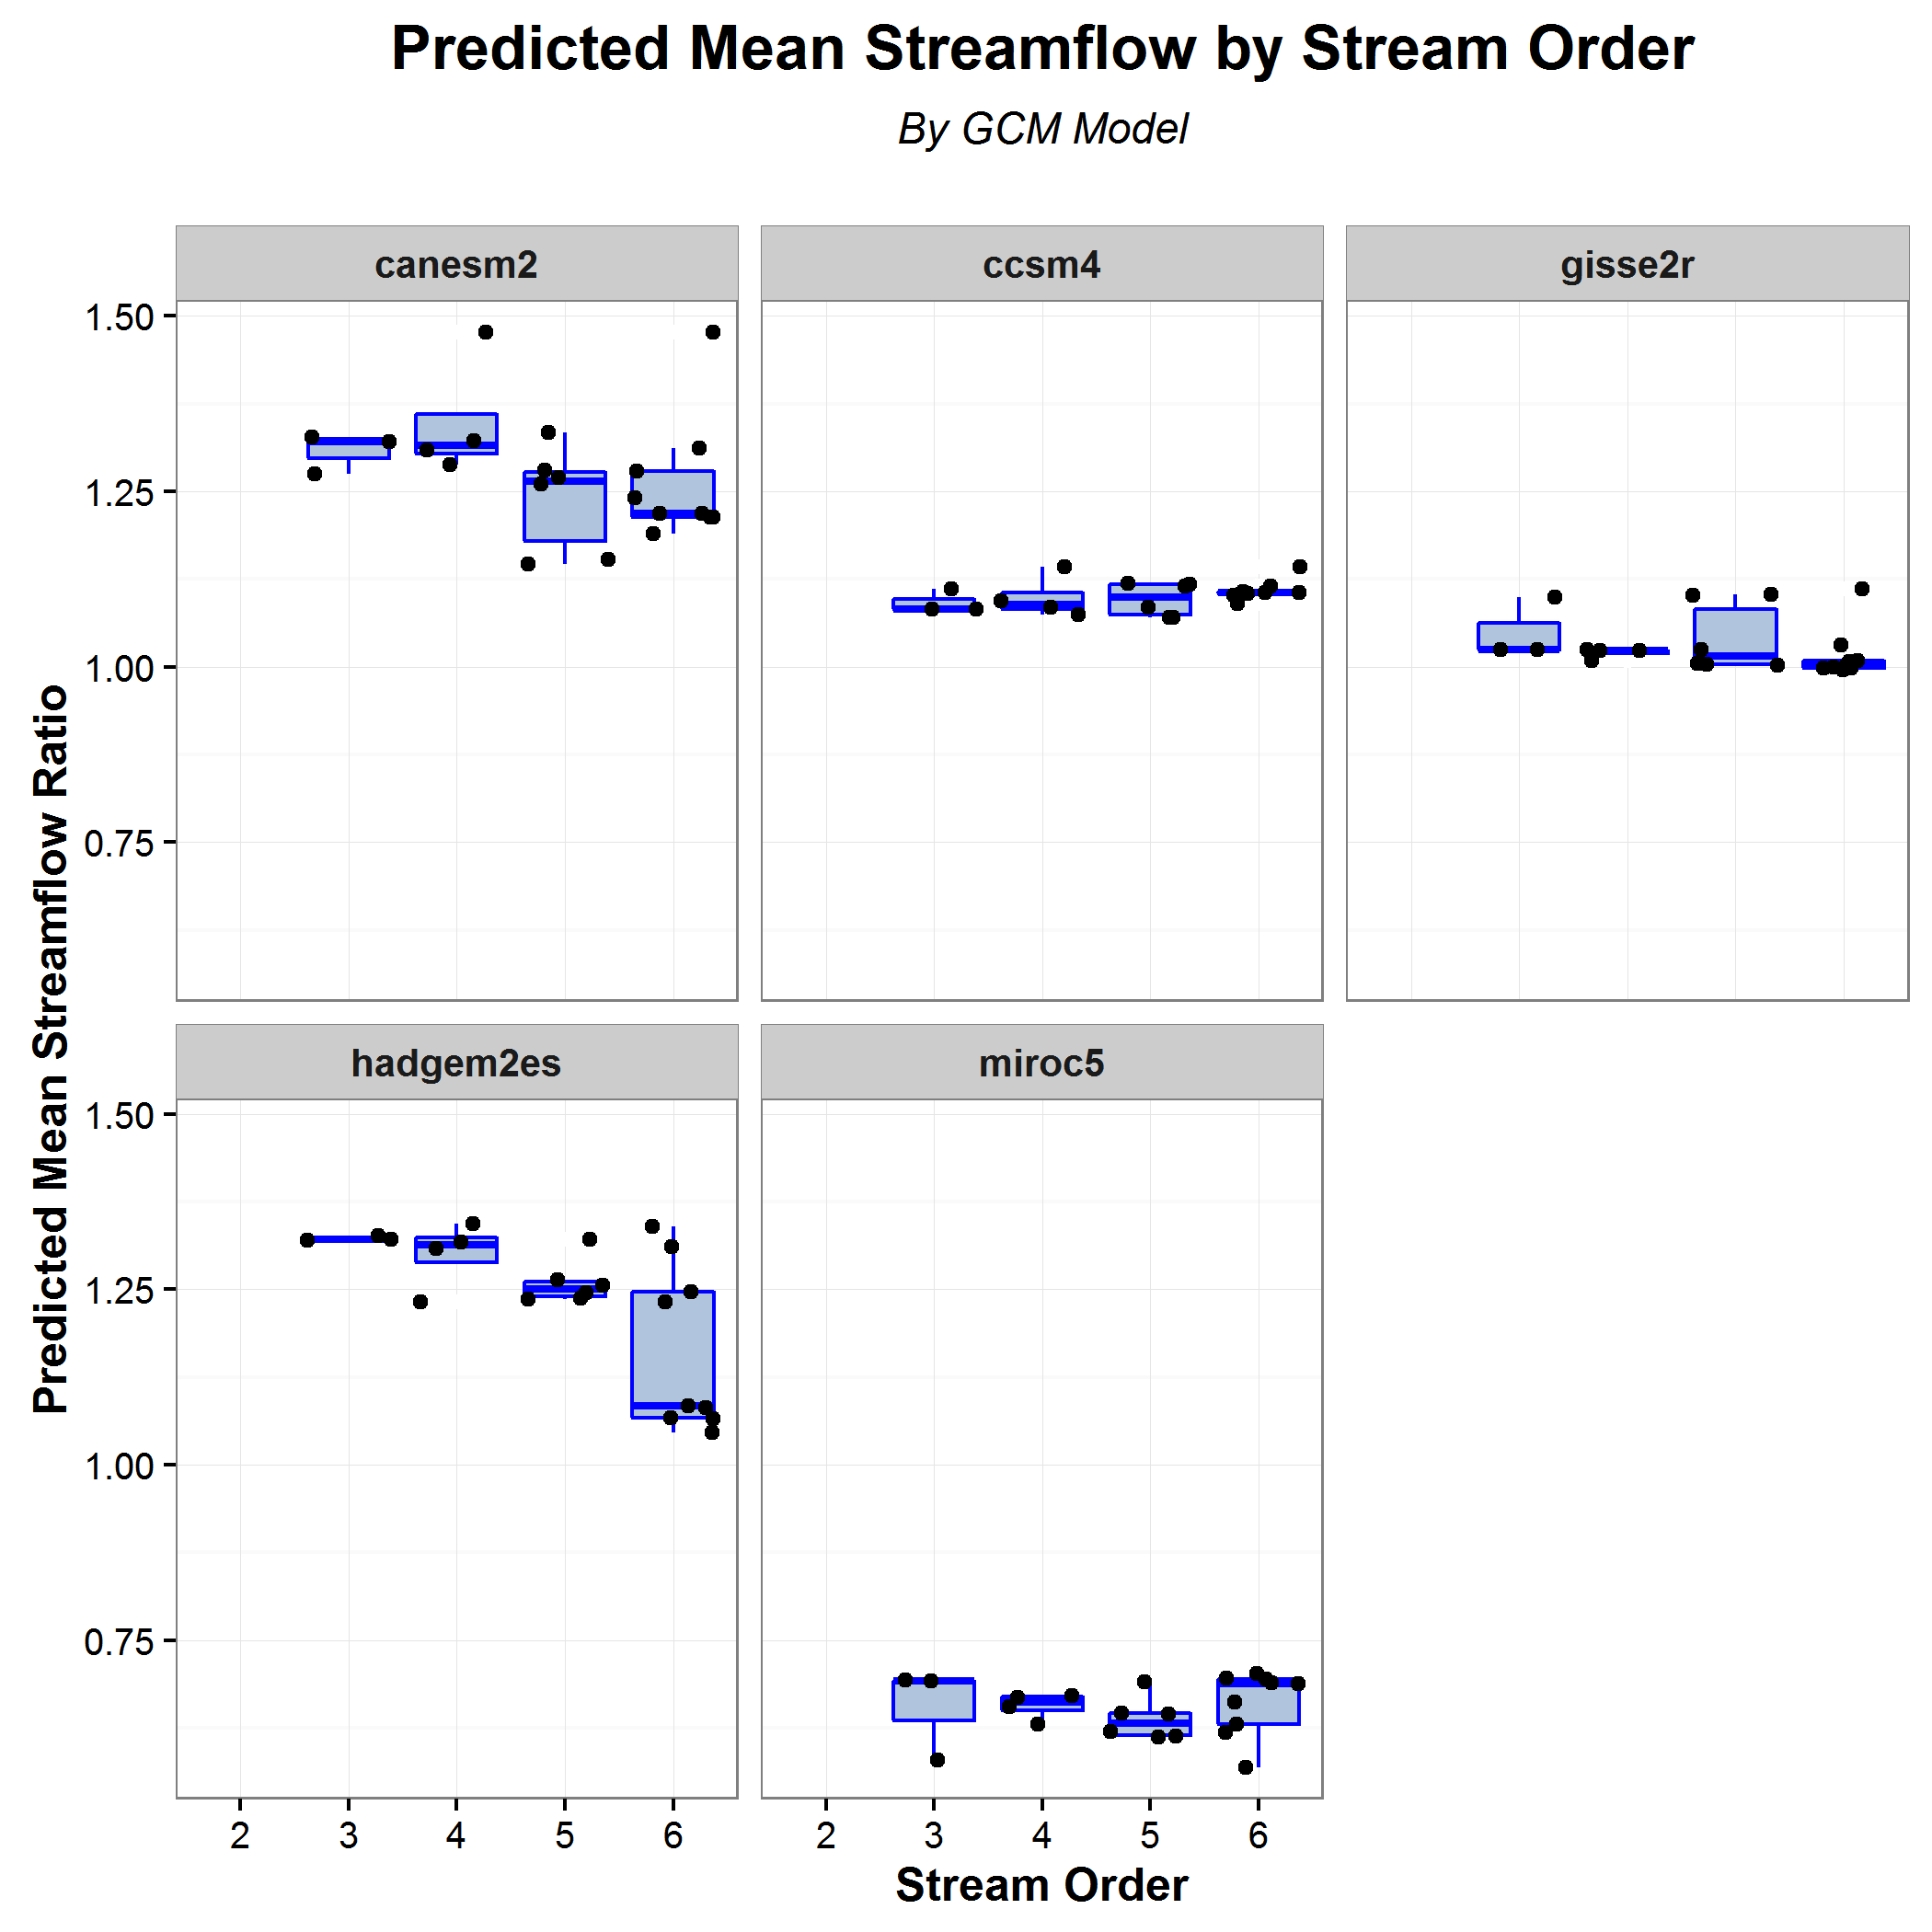 Predicted Mean Streamflow by Stream Order
By GCM Model
canesm2
ccsm4
gisse2r
1.50
1.25
1.00
0.75
Predicted Mean Streamflow Ratio
hadgem2es
miroc5
1.50
1.25
1.00
0.75
2 3 4 5 6
2 3 4 5 6
Stream Order